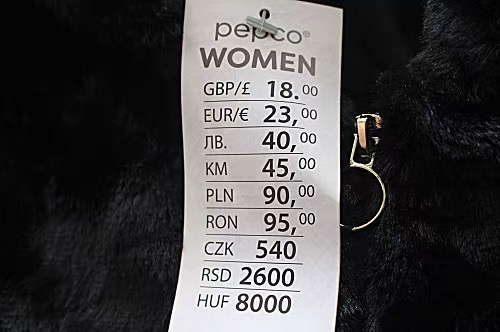 pepco®
WOMEN
GBP/£ 18.00
EUR/€ 23,00
ЛВ. 40,00
KM 45,00
PLN 90,00
RON 95,00
CZK 540
RSD 2600
HUF 8000